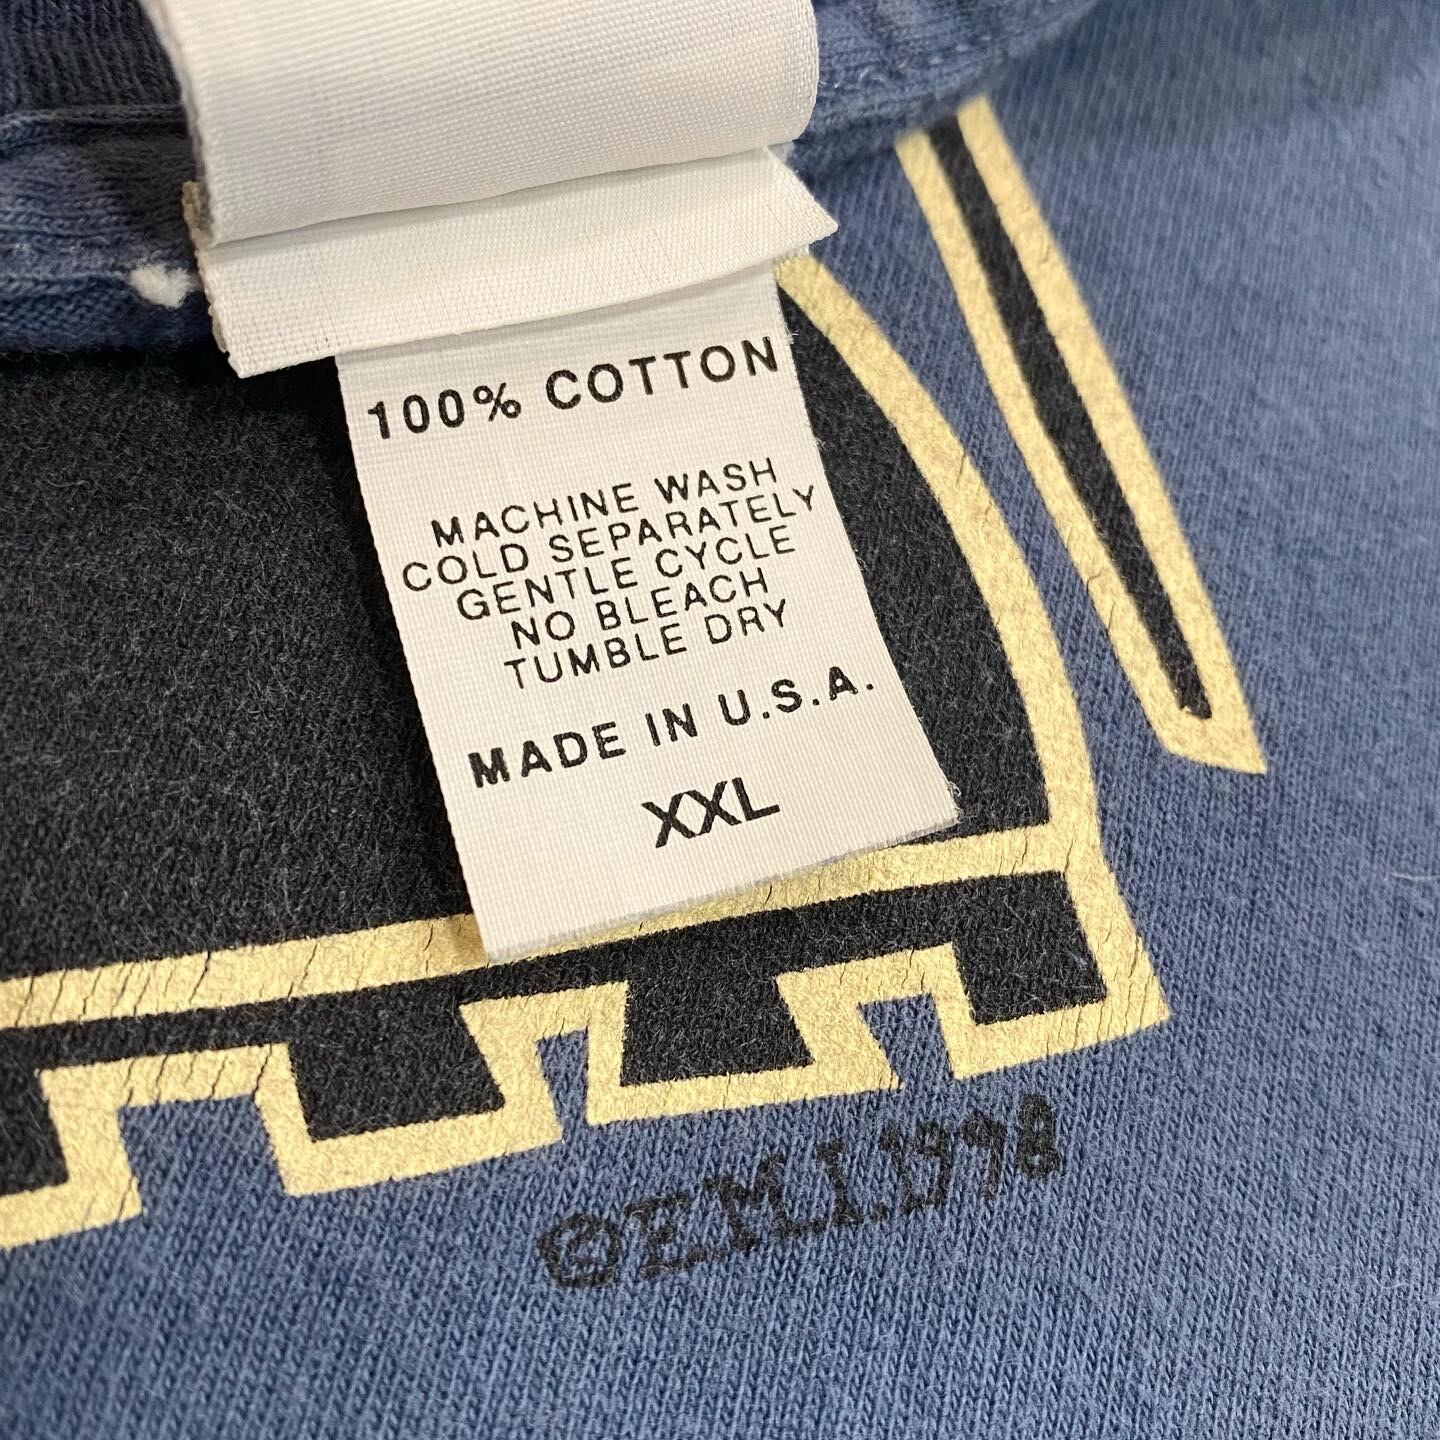 100% COTTON
MACHINE WASH
COLD SEPARATELY
GENTLE CYCLE
NO BLEACH
TUMBLE DRY
MADE IN U.S.A.
XXL
©E.M.I.1998